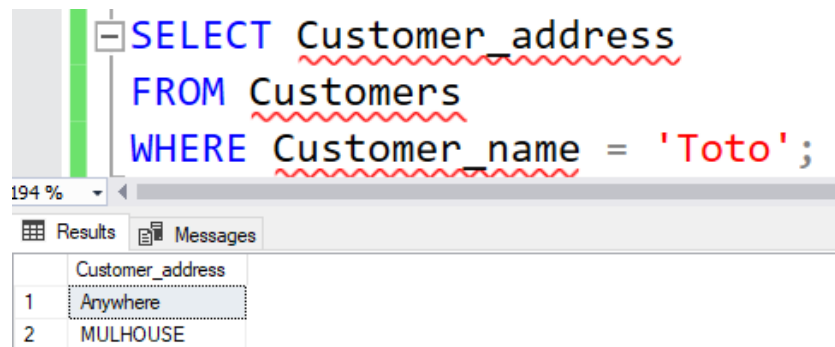 SELECT Customer_address
FROM Customers
WHERE Customer_name = 'Toto';
194 %
Results Messages
Customer_address
1 Anywhere
2 MULHOUSE